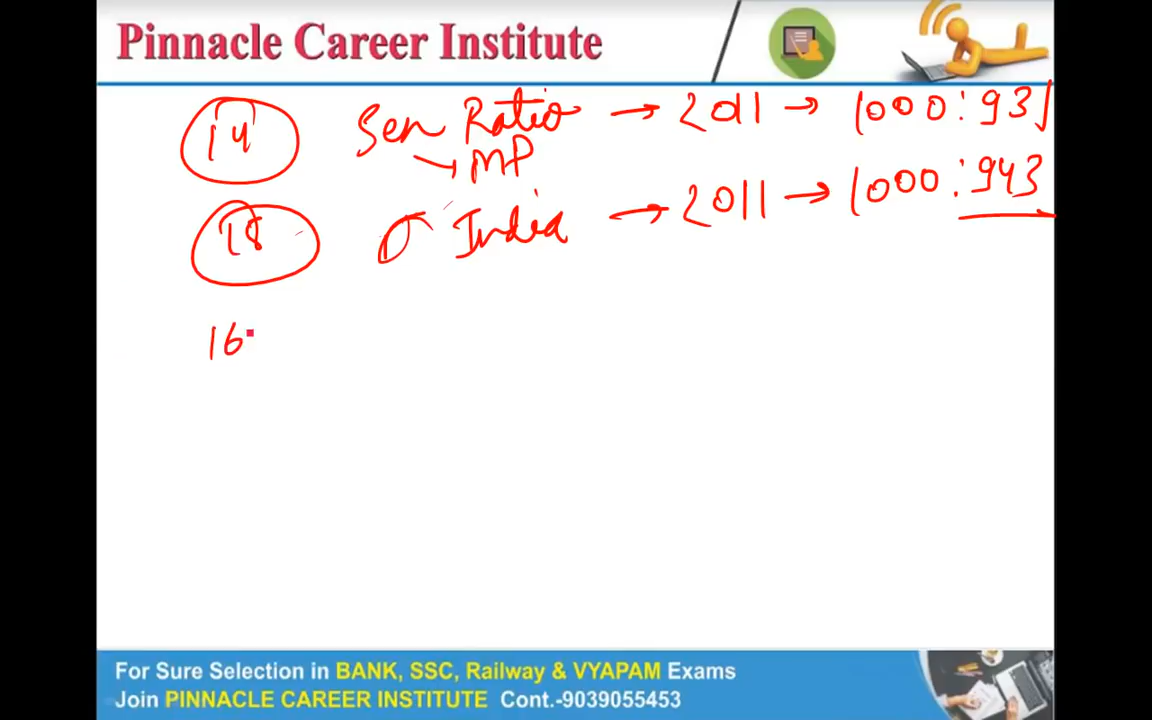 Pinnacle Career Institute
14 Sex Ratio → 2011 → 1000:931
→ MP
15 India → 2011 → 1000:943
16
For Sure Selection in BANK, SSC, Railway & VYAPAM Exams
Join PINNACLE CAREER INSTITUTE Cont.-9039055453